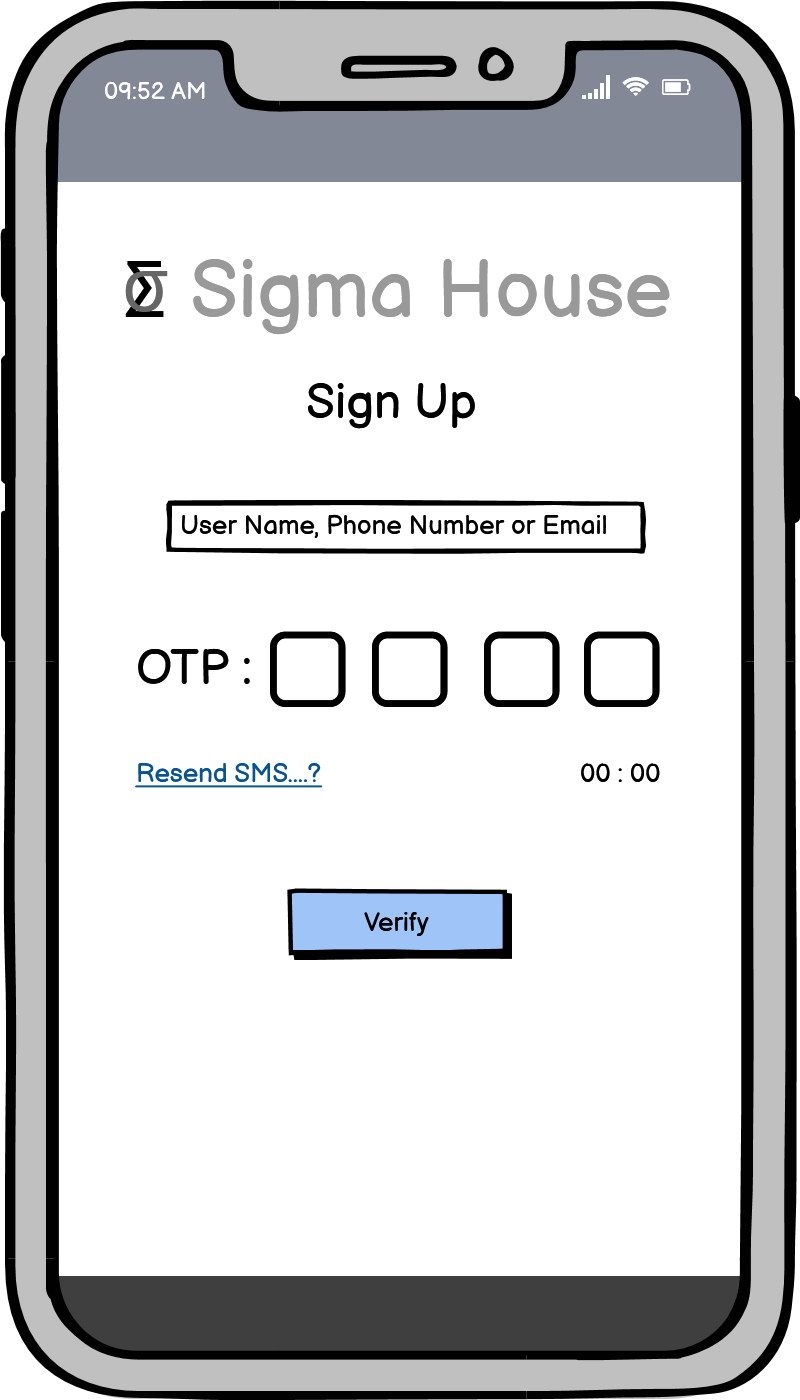 09:52 AM
Σσ Sigma House
Sign Up
User Name, Phone Number or Email
OTP :
Resend SMS....? 00 : 00
Verify